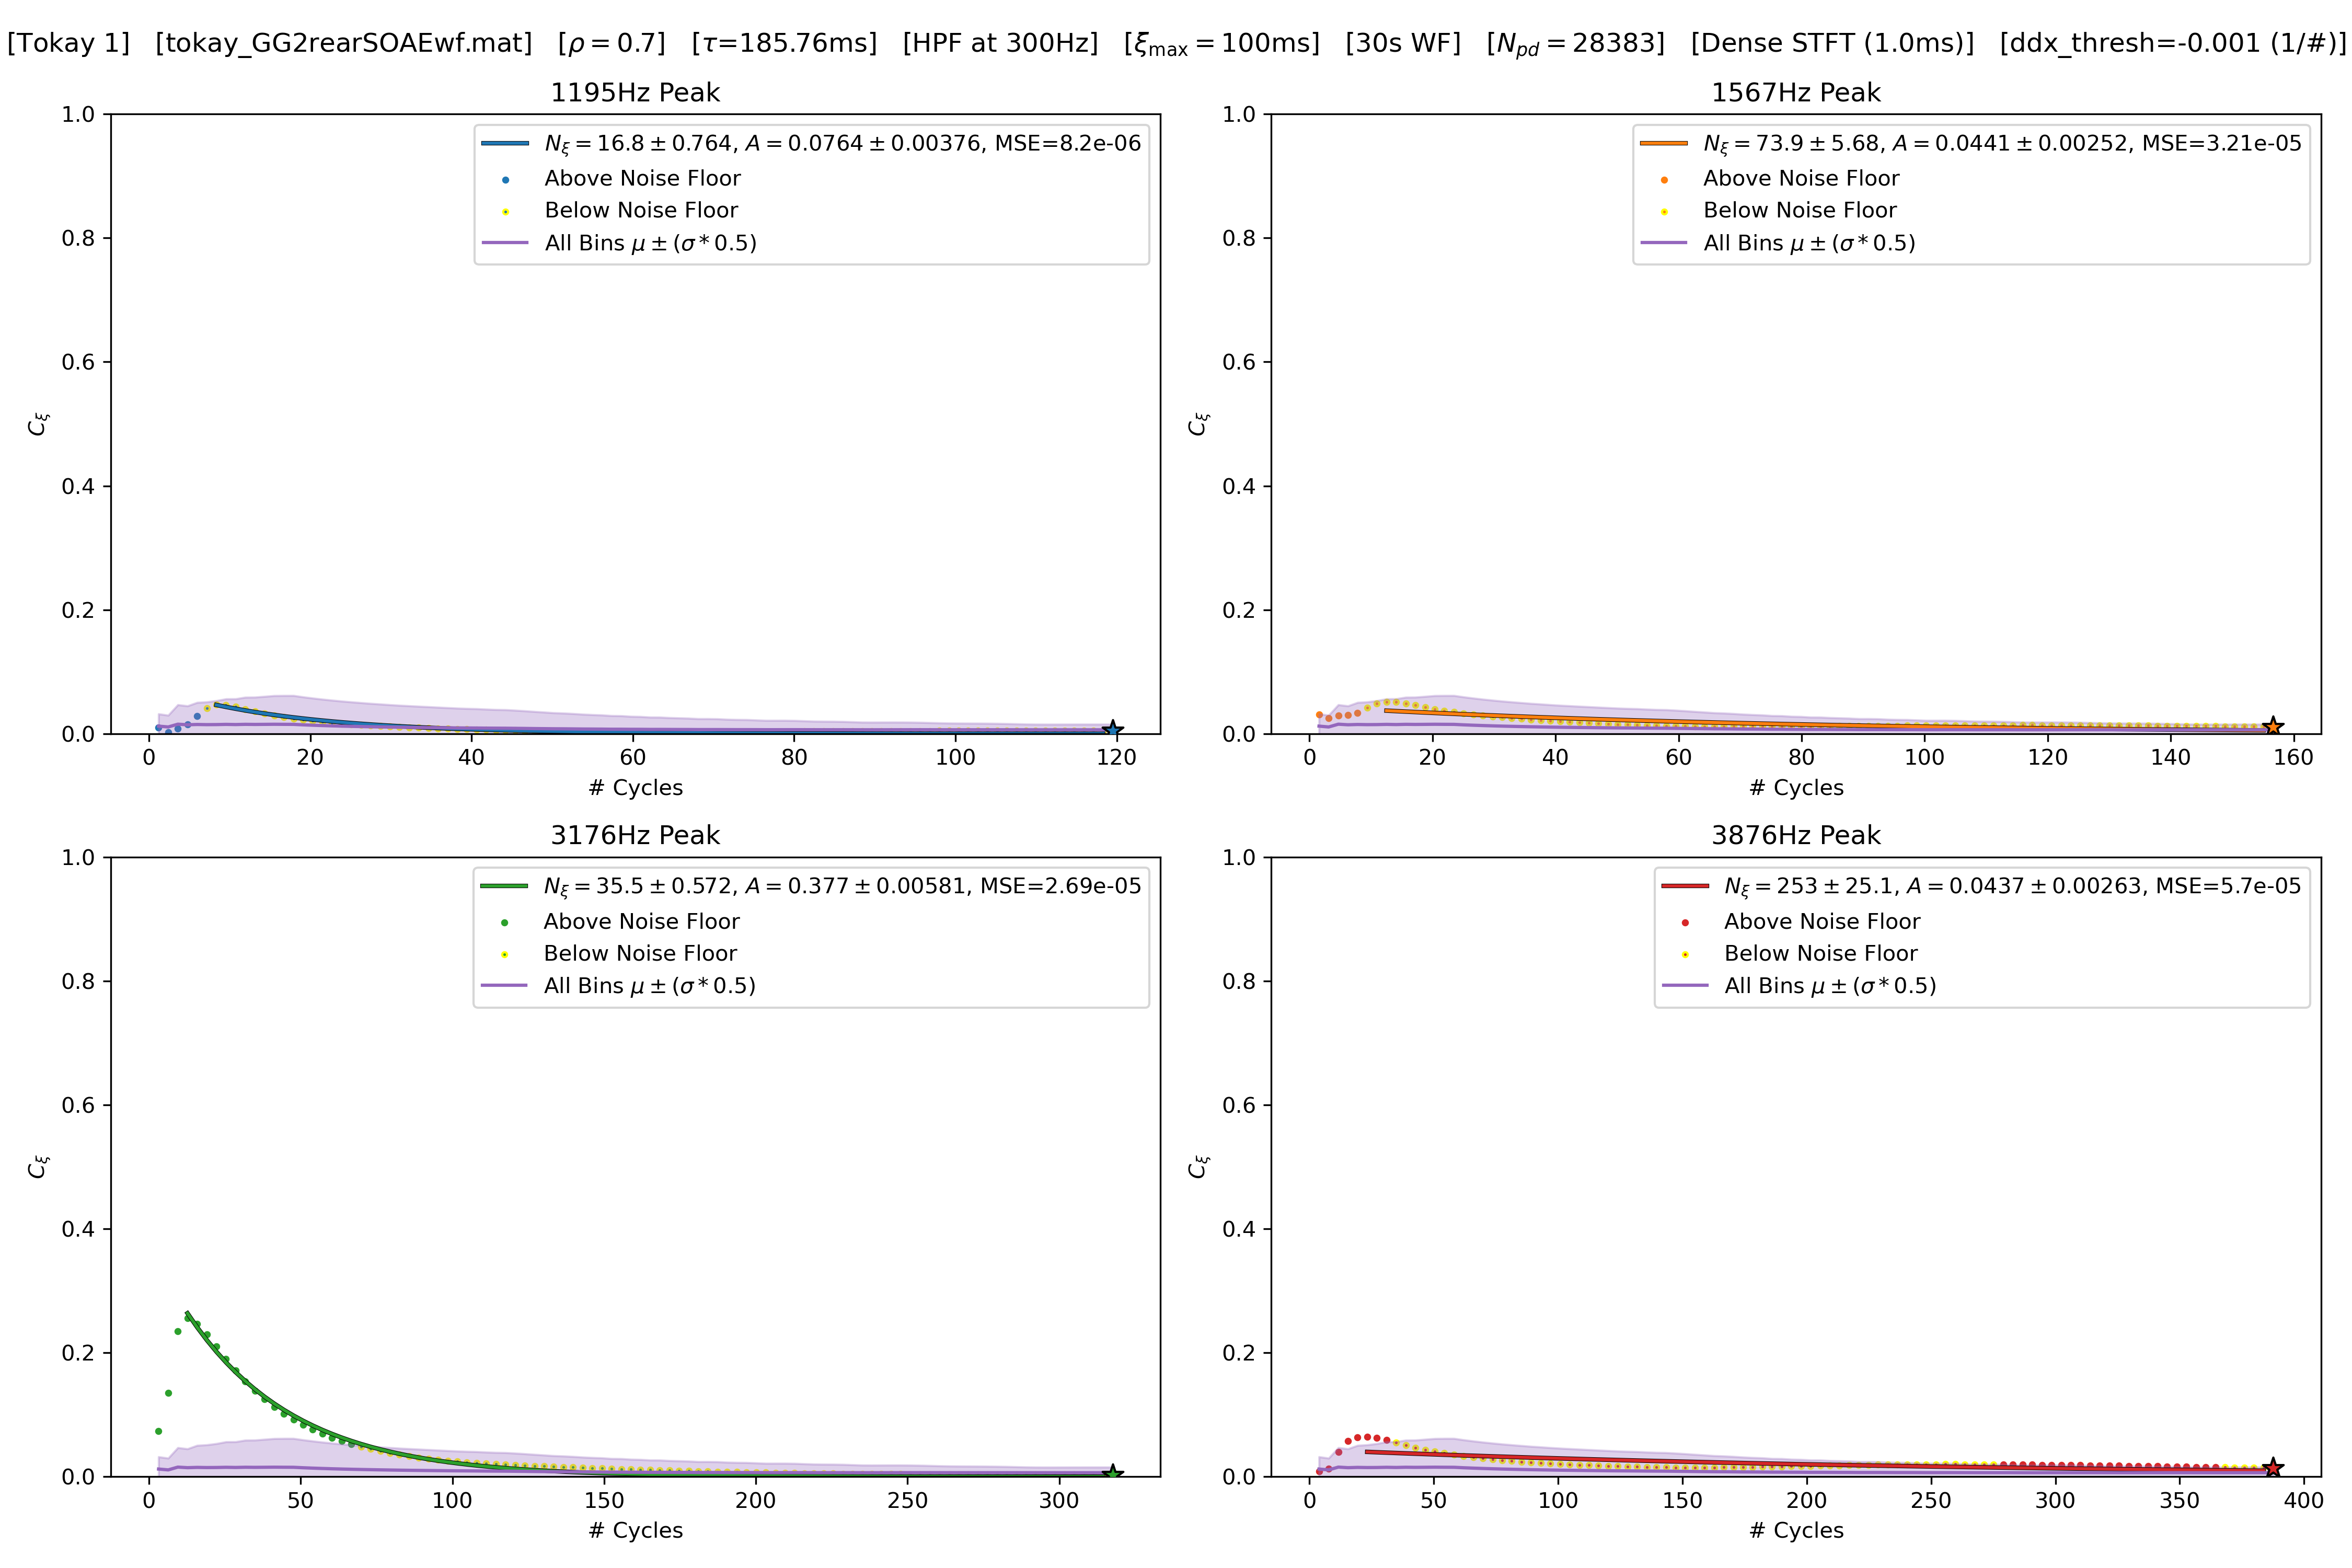 [Tokay 1] [tokay_GG2rearSOAEwf.mat] [ρ = 0.7] [τ=185.76ms] [HPF at 300Hz] [ξmax = 100ms] [30s WF] [Npd = 28383] [Dense STFT (1.0ms)] [ddx_thresh=-0.001 (1/#)]
1195Hz Peak
1.0
0.8
0.6
0.4
0.2
0.0
Cξ
Nξ = 16.8 ± 0.764, A = 0.0764 ± 0.00376, MSE=8.2e-06
Above Noise Floor
Below Noise Floor
All Bins μ ± (σ * 0.5)
0 20 40 60 80 100 120
# Cycles
1567Hz Peak
1.0
0.8
0.6
0.4
0.2
0.0
Cξ
Nξ = 73.9 ± 5.68, A = 0.0441 ± 0.00252, MSE=3.21e-05
Above Noise Floor
Below Noise Floor
All Bins μ ± (σ * 0.5)
0 20 40 60 80 100 120 140 160
# Cycles
3176Hz Peak
1.0
0.8
0.6
0.4
0.2
0.0
Cξ
Nξ = 35.5 ± 0.572, A = 0.377 ± 0.00581, MSE=2.69e-05
Above Noise Floor
Below Noise Floor
All Bins μ ± (σ * 0.5)
0 50 100 150 200 250 300
# Cycles
3876Hz Peak
1.0
0.8
0.6
0.4
0.2
0.0
Cξ
Nξ = 253 ± 25.1, A = 0.0437 ± 0.00263, MSE=5.7e-05
Above Noise Floor
Below Noise Floor
All Bins μ ± (σ * 0.5)
0 50 100 150 200 250 300 350 400
# Cycles